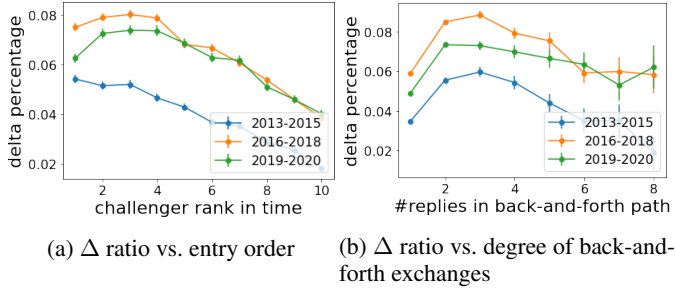 delta percentage
0.08
0.06
0.04
0.02
2013-2015
2016-2018
2019-2020
2 4 6 8 10
challenger rank in time
(a) Δ ratio vs. entry order
delta percentage
0.08
0.06
0.04
0.02
2013-2015
2016-2018
2019-2020
2 4 6 8
#replies in back-and-forth path
(b) Δ ratio vs. degree of back-and-
forth exchanges